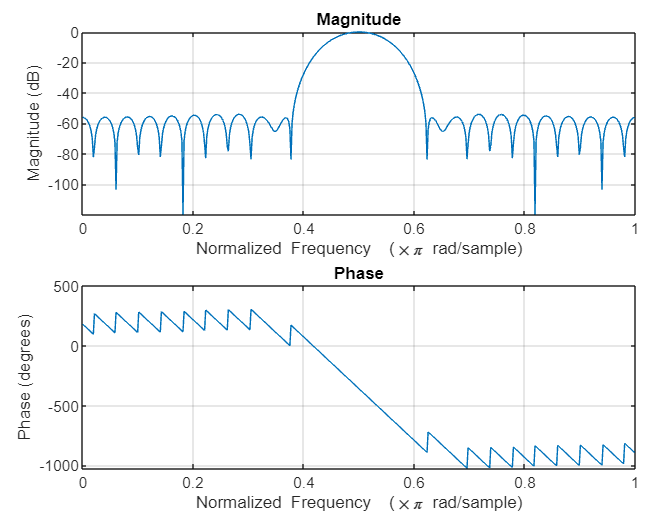 Magnitude
0
-20
-40
-60
-80
-100
Magnitude (dB)
0 0.2 0.4 0.6 0.8 1
Normalized Frequency (×π rad/sample)
Phase
500
0
-500
-1000
Phase (degrees)
0 0.2 0.4 0.6 0.8 1
Normalized Frequency (×π rad/sample)